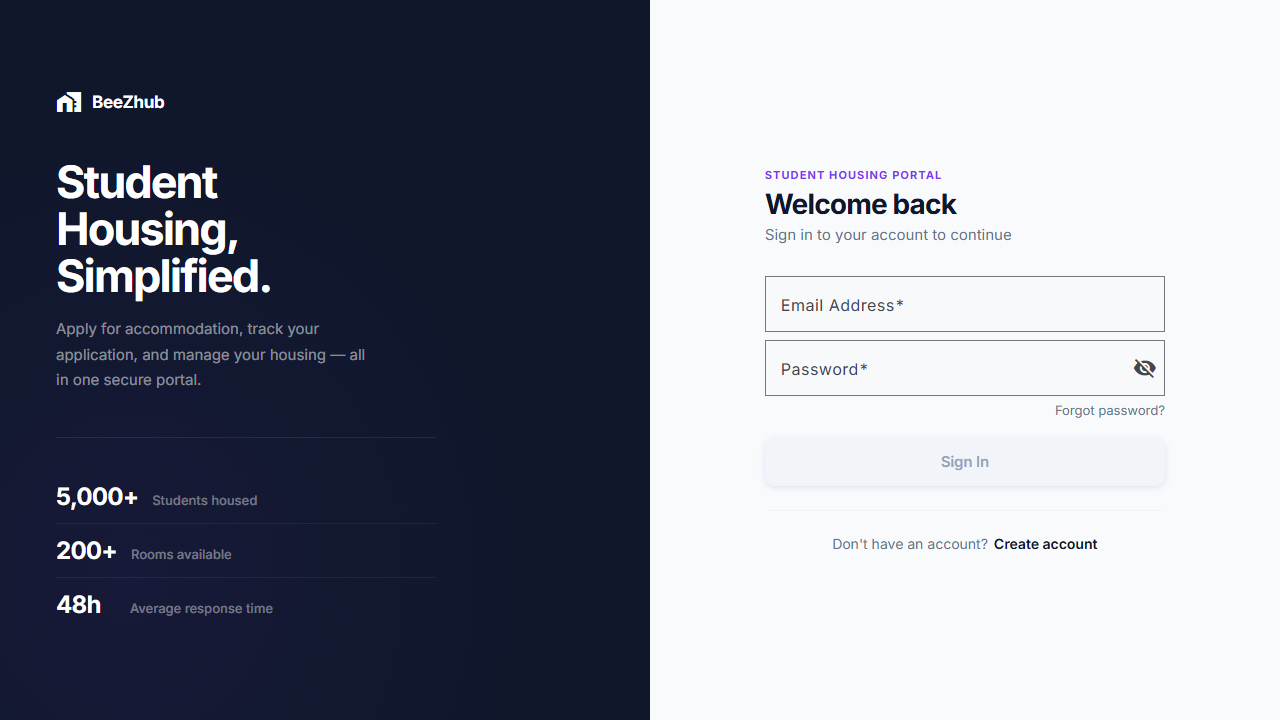 BeeZhub
Student
Housing,
Simplified.
Apply for accommodation, track your
application, and manage your housing — all
in one secure portal.
5,000+ Students housed
200+ Rooms available
48h Average response time
STUDENT HOUSING PORTAL
Welcome back
Sign in to your account to continue
Email Address*
Password*
Forgot password?
Sign In
Don't have an account? Create account